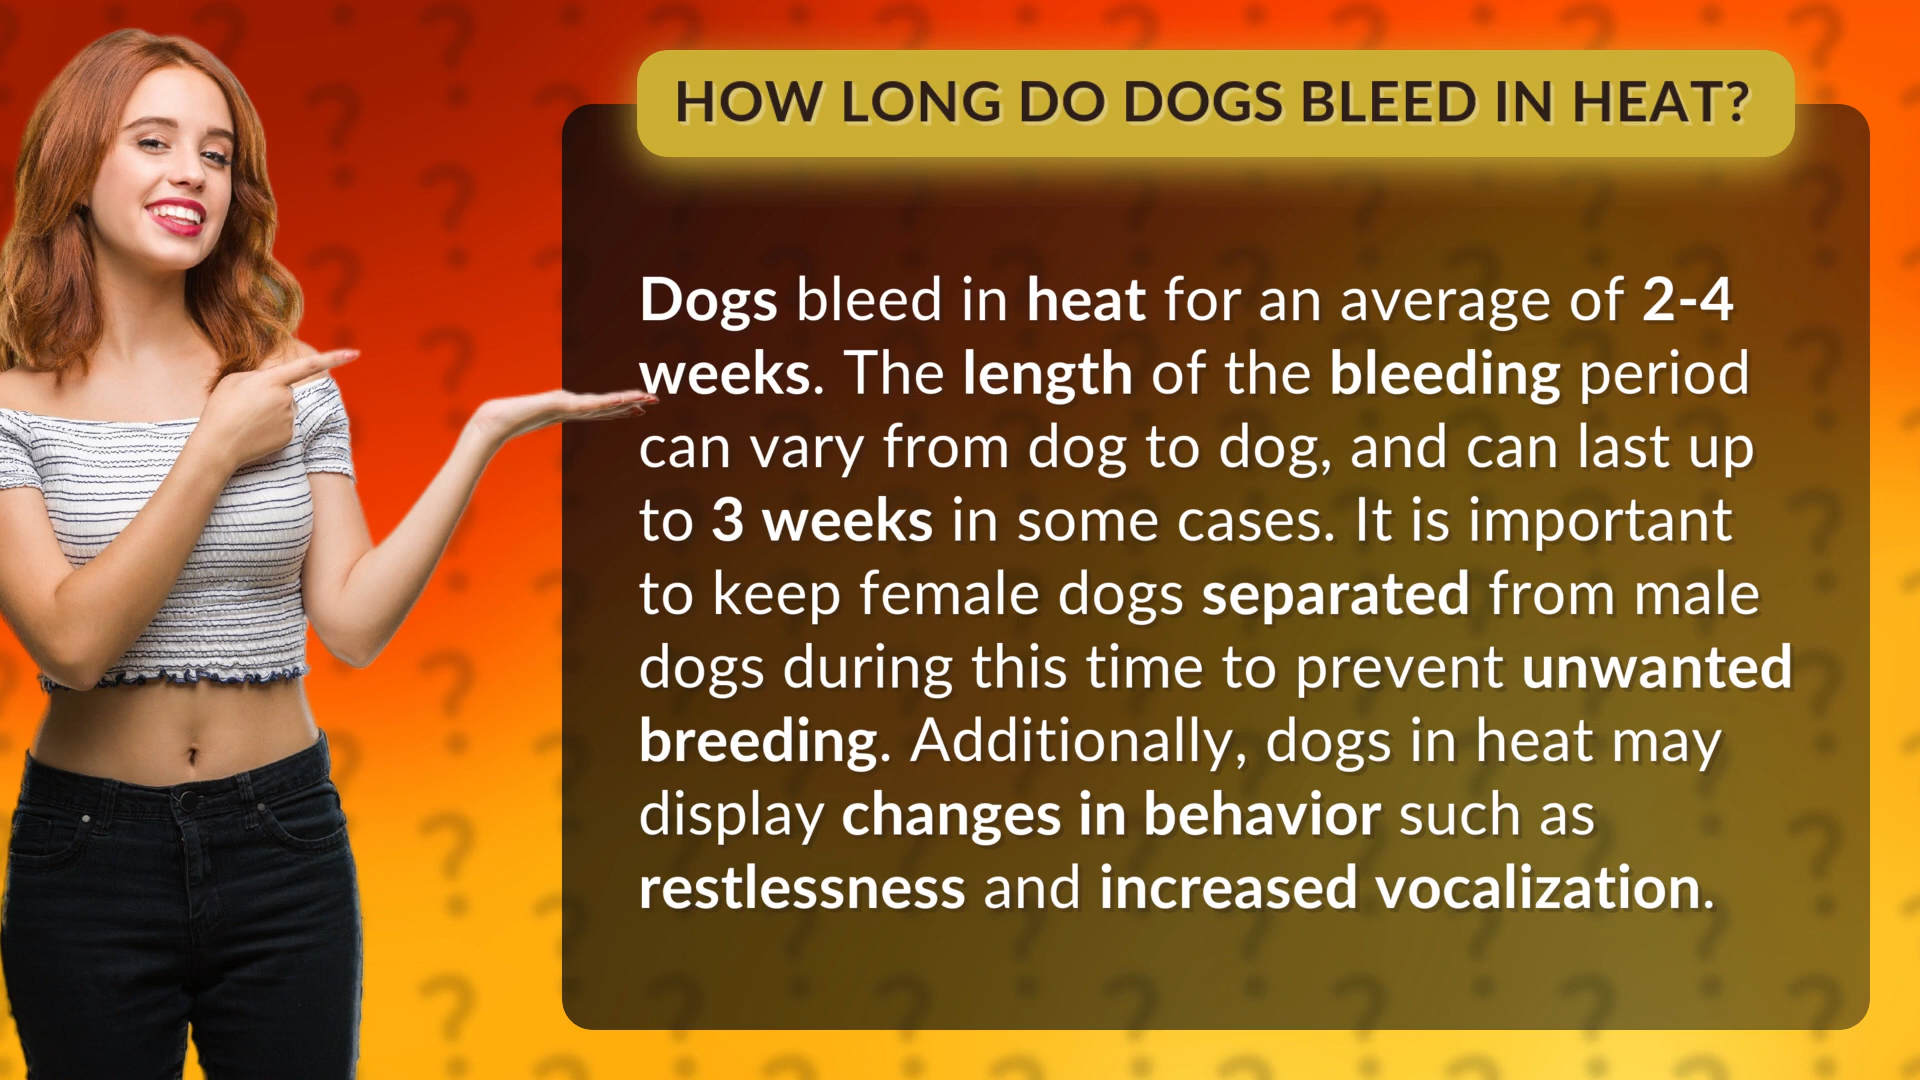 HOW LONG DO DOGS BLEED IN HEAT?
Dogs bleed in heat for an average of 2-4
weeks. The length of the bleeding period
can vary from dog to dog, and can last up
to 3 weeks in some cases. It is important
to keep female dogs separated from male
dogs during this time to prevent unwanted
breeding. Additionally, dogs in heat may
display changes in behavior such as
restlessness and increased vocalization.